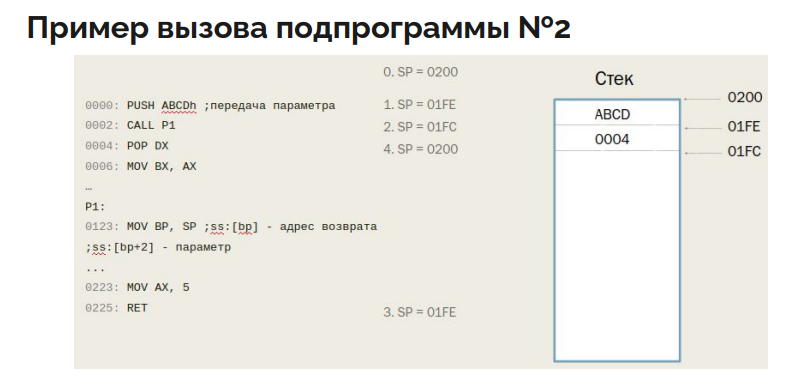 Пример вызова подпрограммы №2
0. SP = 0200
0000: PUSH ABCDh ;передача параметра
1. SP = 01FE
0002: CALL P1
2. SP = 01FC
0004: POP DX
4. SP = 0200
0006: MOV BX, AX
…
P1:
0123: MOV BP, SP ;ss:[bp] - адрес возврата
;ss:[bp+2] - параметр
...
0223: MOV AX, 5
0225: RET
3. SP = 01FE
Стек
0200
ABCD
01FE
0004
01FC